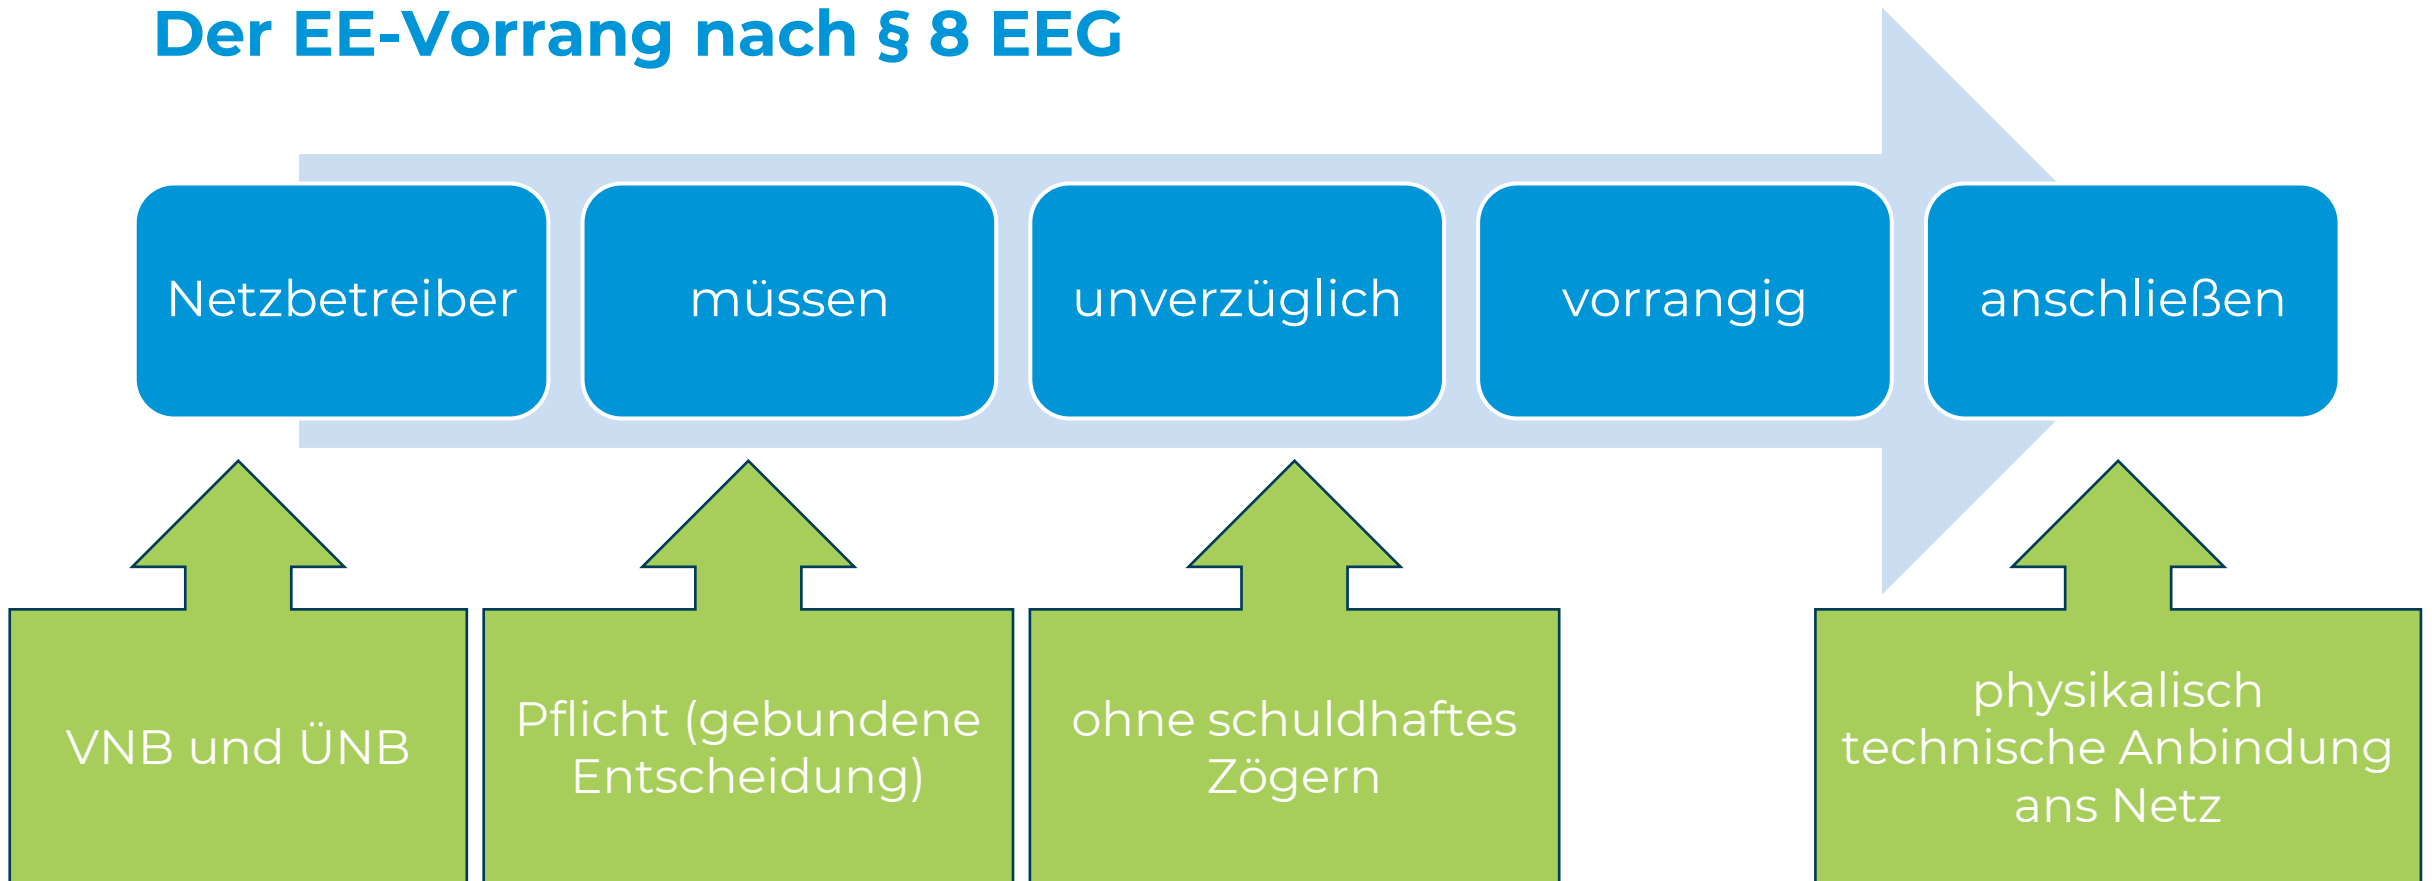 Der EE-Vorrang nach § 8 EEG
Netzbetreiber
müssen
unverzüglich
vorrangig
anschließen
VNB und ÜNB
Pflicht (gebundene
Entscheidung)
ohne schuldhaftes
Zögern
physikalisch
technische Anbindung
ans Netz